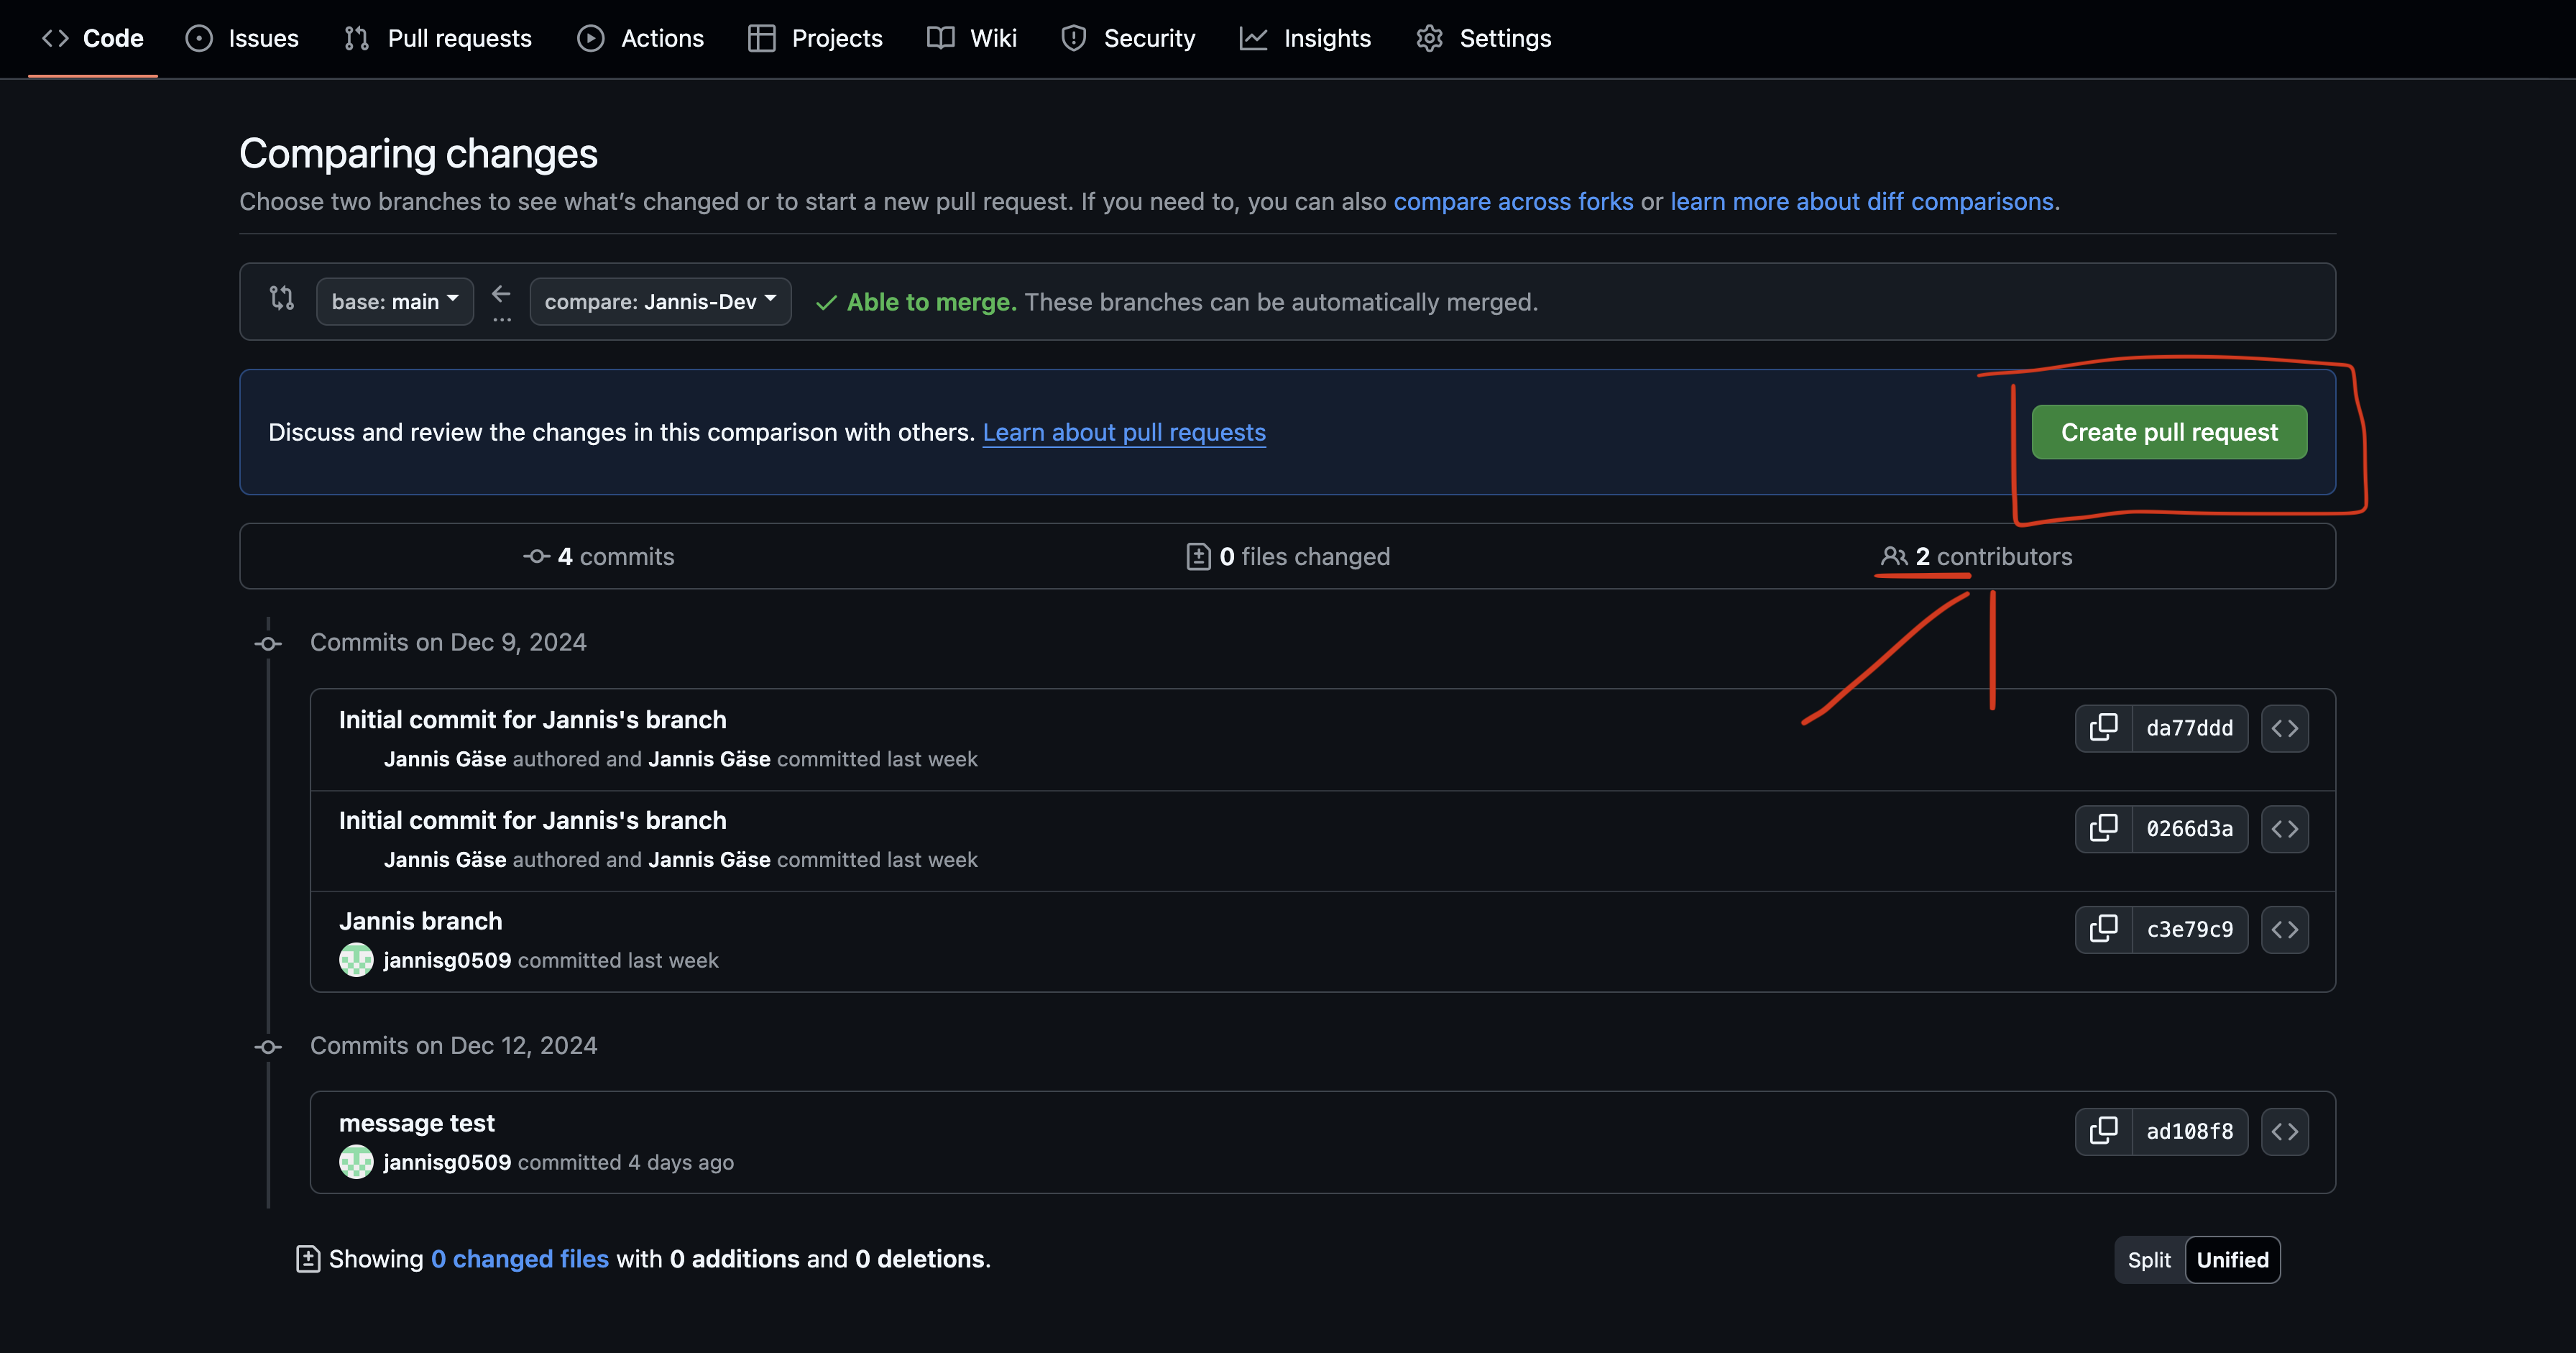 Code Issues Pull requests Actions Projects Wiki Security Insights Settings
Comparing changes
Choose two branches to see what's changed or to start a new pull request. If you need to, you can also compare across forks or learn more about diff comparisons.
base: main ← compare: Jannis-Dev ✓ Able to merge. These branches can be automatically merged.
Discuss and review the changes in this comparison with others. Learn about pull requests Create pull request
4 commits 0 files changed 2 contributors
Commits on Dec 9, 2024
Initial commit for Jannis's branch
Jannis Gäse authored and Jannis Gäse committed last week
da77ddd
Initial commit for Jannis's branch
Jannis Gäse authored and Jannis Gäse committed last week
0266d3a
Jannis branch
jannisg0509 committed last week
c3e79c9
Commits on Dec 12, 2024
message test
jannisg0509 committed 4 days ago
ad108f8
Showing 0 changed files with 0 additions and 0 deletions.
Split Unified